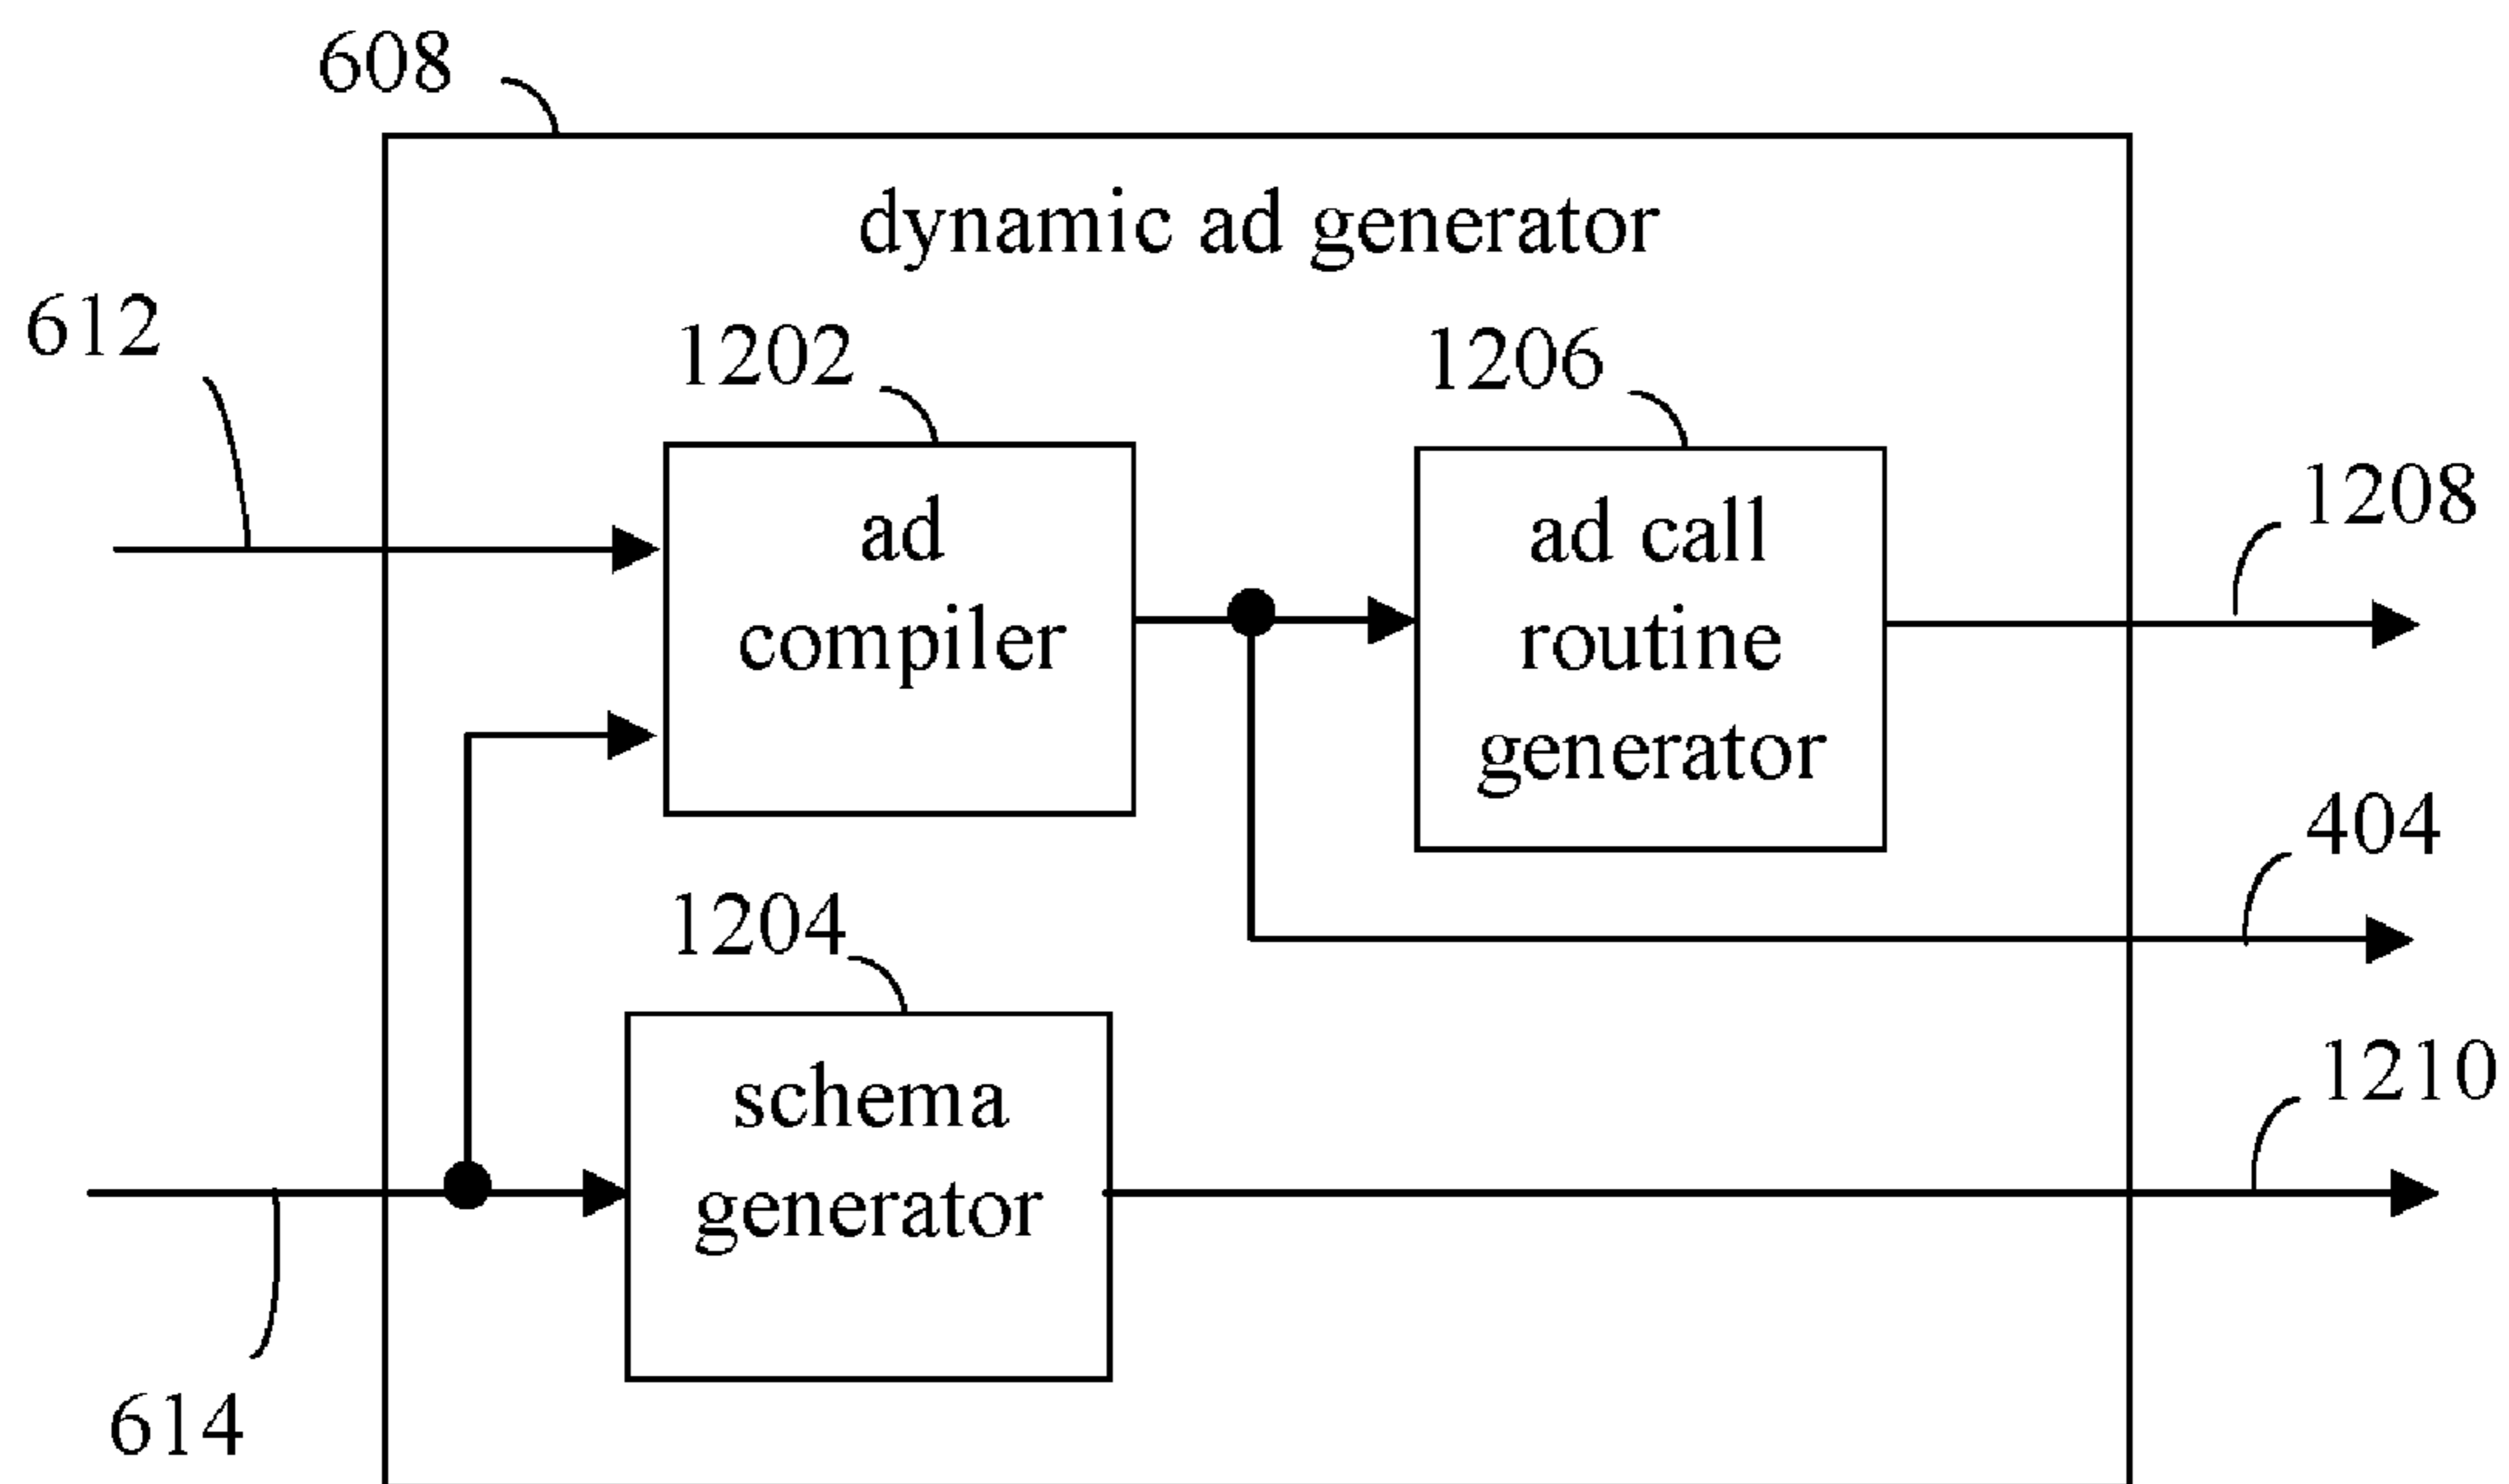 608
dynamic ad generator
612
1202
1206
ad
compiler
ad call
routine
generator
1208
404
1204
schema
generator
1210
614